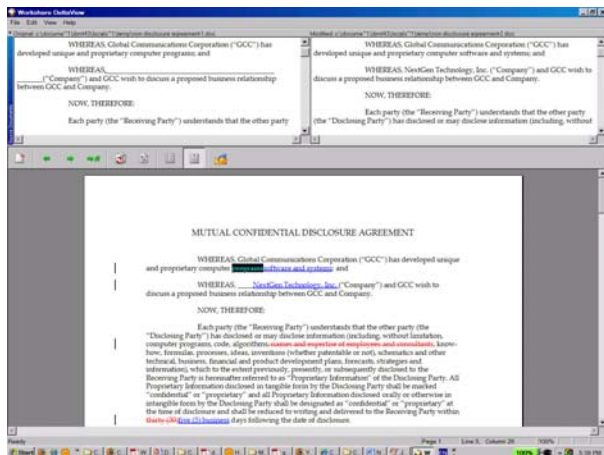 Workshare DeltaView
File Edit View Help
WHEREAS, Global Communications Corporation ("GCC") has
developed unique and proprietary computer programs; and
WHEREAS,
("Company") and GCC wish to discuss a proposed business relationship
between GCC and Company.
NOW, THEREFORE:
Each party (the "Receiving Party") understands that the other party
WHEREAS, Global Communications Corporation ("GCC") has
developed unique and proprietary computer software and systems; and
WHEREAS, NextGen Technology, Inc. ("Company") and GCC wish to
discuss a proposed business relationship between GCC and Company.
NOW, THEREFORE:
Each party (the "Receiving Party") understands that the other party
(the "Disclosing Party") has disclosed or may disclose information (including, without
MUTUAL CONFIDENTIAL DISCLOSURE AGREEMENT
WHEREAS, Global Communications Corporation ("GCC") has developed unique
and proprietary computer programs software and systems; and
WHEREAS, NextGen Technology, Inc. ("Company") and GCC wish to
discuss a proposed business relationship between GCC and Company.
NOW, THEREFORE:
Each party (the "Receiving Party") understands that the other party (the
"Disclosing Party") has disclosed or may disclose information (including, without limitation,
computer programs, code, algorithms, names and expertise of employees and consultants, know-
how, formulas, processes, ideas, inventions (whether patentable or not), schematics and other
technical, business, financial and product development plans, forecasts, strategies and
information), which to the extent previously, presently, or subsequently disclosed to the
Receiving Party is hereinafter referred to as "Proprietary Information" of the Disclosing Party. All
Proprietary Information disclosed in tangible form by the Disclosing Party shall be marked
"confidential" or "proprietary" and all Proprietary Information disclosed orally or otherwise in
intangible form by the Disclosing Party shall be designated as "confidential" or "proprietary" at
the time of disclosure and shall be reduced to writing and delivered to the Receiving Party within
thirty (30) five (5) business days following the date of disclosure.
Ready Page 1 Line 5, Column 26 100%
Start 100% 5:38 PM